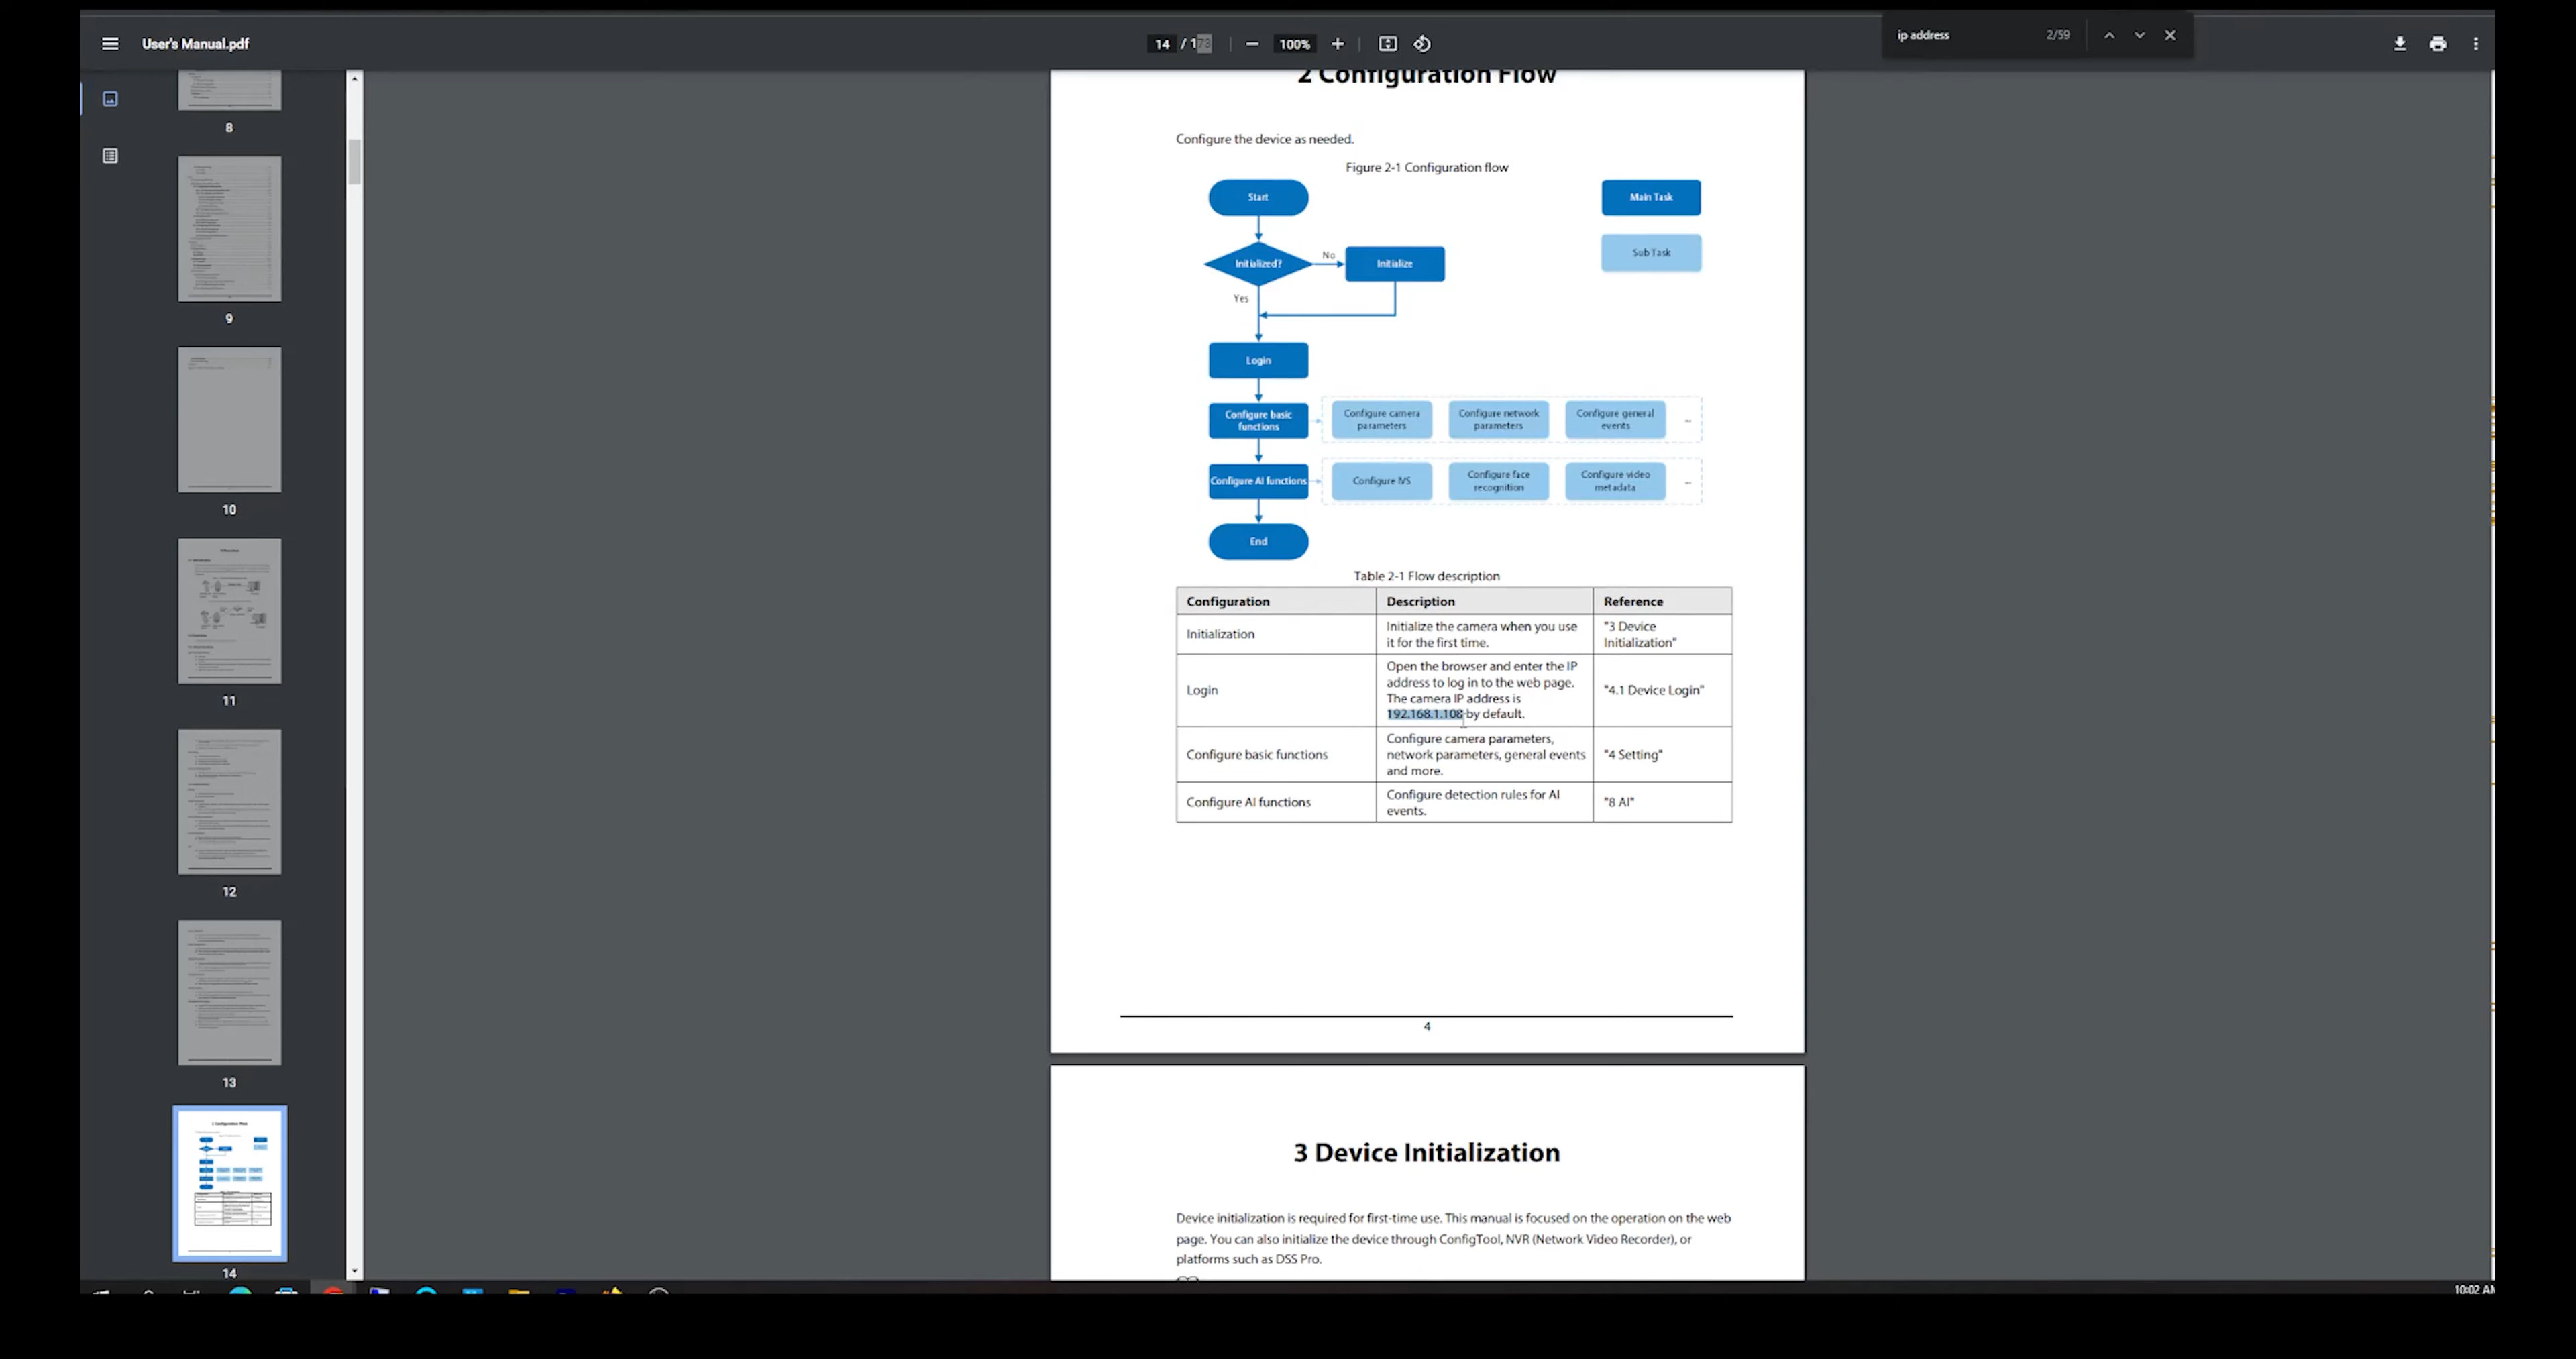 User's Manual.pdf
14 / 173
100%
ip address
2/59
8
9
10
11
12
13
14
2 Configuration Flow
Configure the device as needed.
Figure 2-1 Configuration flow
Start
Main Task
Initialized?
No
Initialize
Sub Task
Yes
Login
Configure basic
functions
Configure camera
parameters
Configure network
parameters
Configure general
events
...
Configure AI functions
Configure IVS
Configure face
recognition
Configure video
metadata
...
End
Table 2-1 Flow description
Configuration
Description
Reference
Initialization
Initialize the camera when you use
it for the first time.
"3 Device
Initialization"
Login
Open the browser and enter the IP
address to log in to the web page.
The camera IP address is
192.168.1.108 by default.
"4.1 Device Login"
Configure basic functions
Configure camera parameters,
network parameters, general events
and more.
"4 Setting"
Configure AI functions
Configure detection rules for AI
events.
"8 AI"
4
3 Device Initialization
Device initialization is required for first-time use. This manual is focused on the operation on the web
page. You can also initialize the device through ConfigTool, NVR (Network Video Recorder), or
platforms such as DSS Pro.
10:02 AM